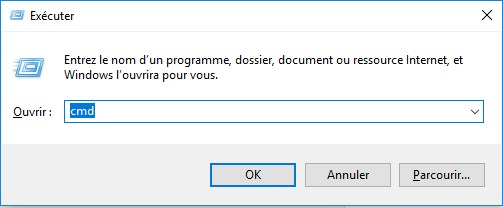 Exécuter
Entrez le nom d'un programme, dossier, document ou ressource Internet, et
Windows l'ouvrira pour vous.
Ouvrir :
cmd
OK
Annuler
Parcourir...